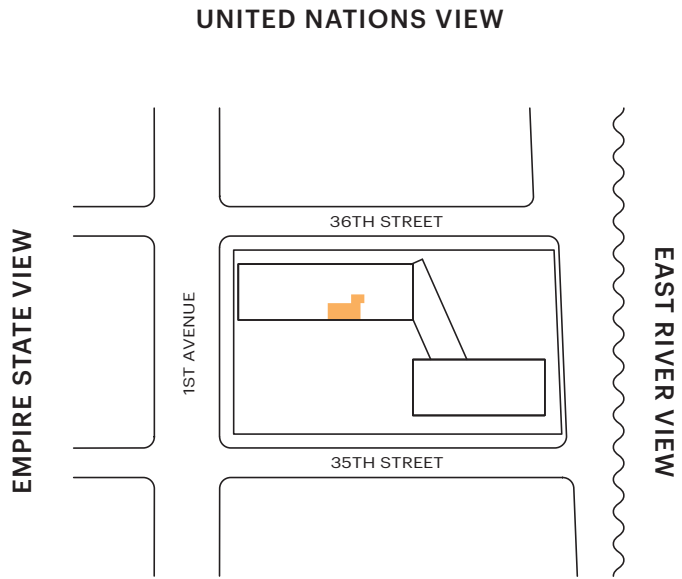 UNITED NATIONS VIEW
36TH STREET
EMPIRE STATE VIEW
1ST AVENUE
EAST RIVER VIEW
35TH STREET